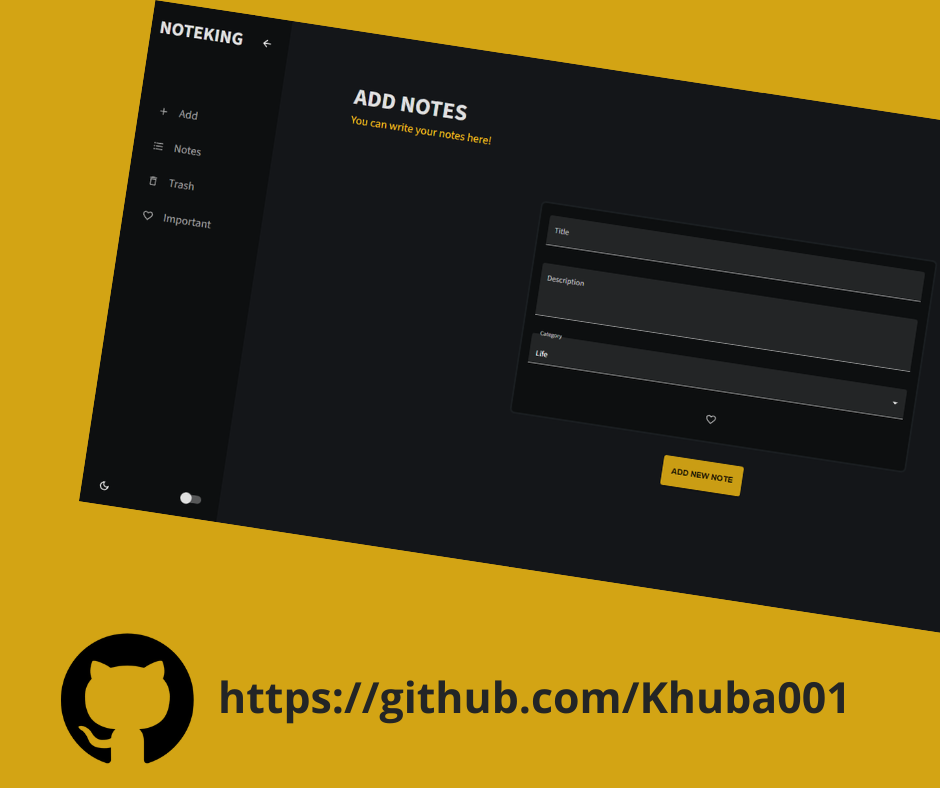 NOTEKING
Add
Notes
Trash
Important
ADD NOTES
You can write your notes here!
Title
Description
Category
Life
ADD NEW NOTE
https://github.com/Khuba001